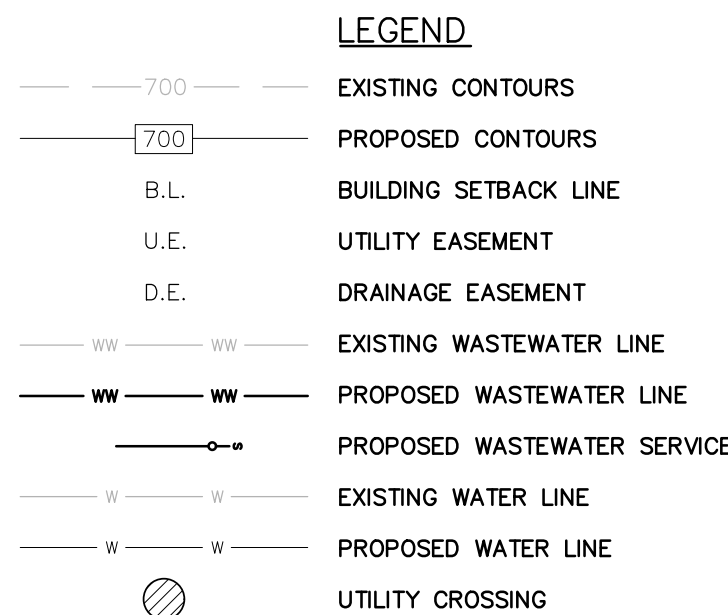 LEGEND
700 EXISTING CONTOURS
700 PROPOSED CONTOURS
B.L. BUILDING SETBACK LINE
U.E. UTILITY EASEMENT
D.E. DRAINAGE EASEMENT
WW WW EXISTING WASTEWATER LINE
WW WW PROPOSED WASTEWATER LINE
S PROPOSED WASTEWATER SERVICE
W W EXISTING WATER LINE
W W PROPOSED WATER LINE
UTILITY CROSSING